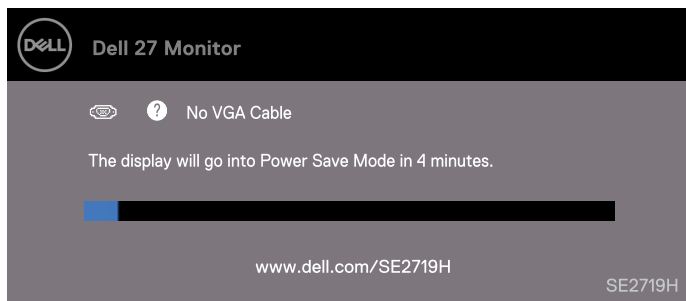 DELL
Dell 27 Monitor
? No VGA Cable
The display will go into Power Save Mode in 4 minutes.
www.dell.com/SE2719H
SE2719H